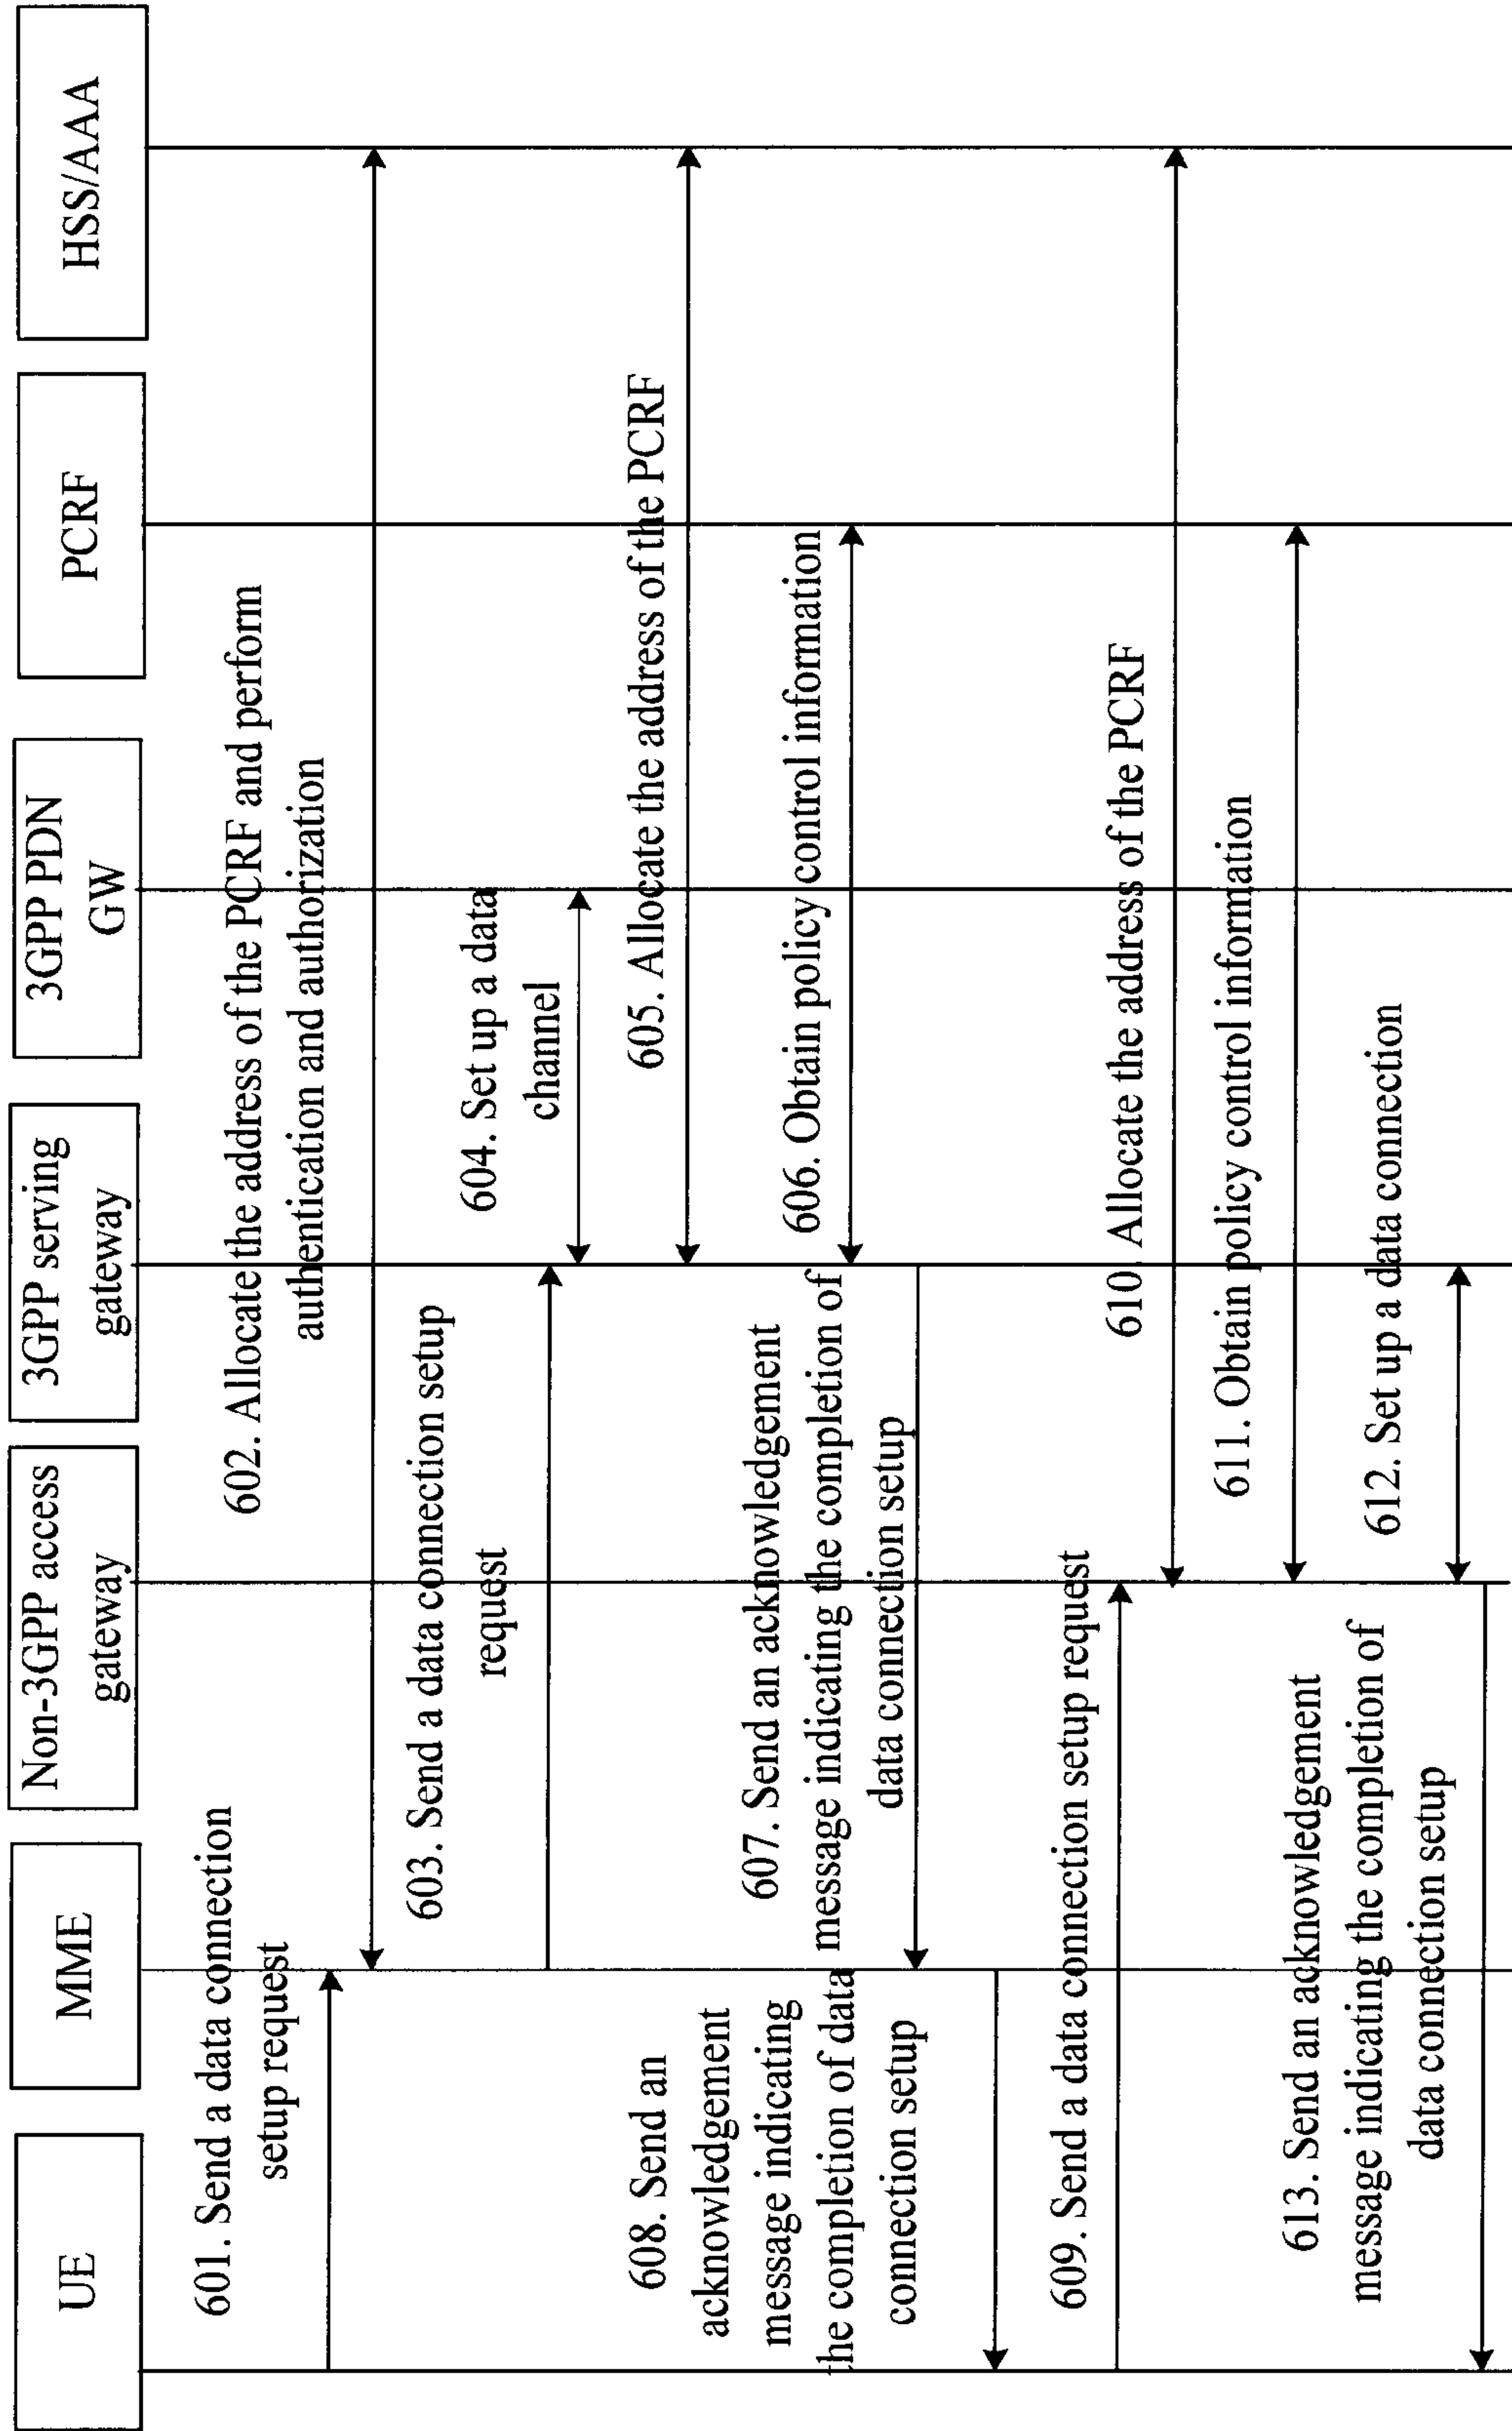 UE
MME
Non-3GPP access
gateway
3GPP serving
gateway
3GPP PDN
GW
PCRF
HSS/AAA
601. Send a data connection
setup request
602. Allocate the address of the PCRF and perform
authentication and authorization
603. Send a data connection setup
request
604. Set up a data
channel
605. Allocate the address of the PCRF
606. Obtain policy control information
607. Send an acknowledgement
message indicating the completion of
data connection setup
608. Send an
acknowledgement
message indicating
the completion of data
connection setup
609. Send a data connection setup request
610. Allocate the address of the PCRF
611. Obtain policy control information
612. Set up a data connection
613. Send an acknowledgement
message indicating the completion of
data connection setup